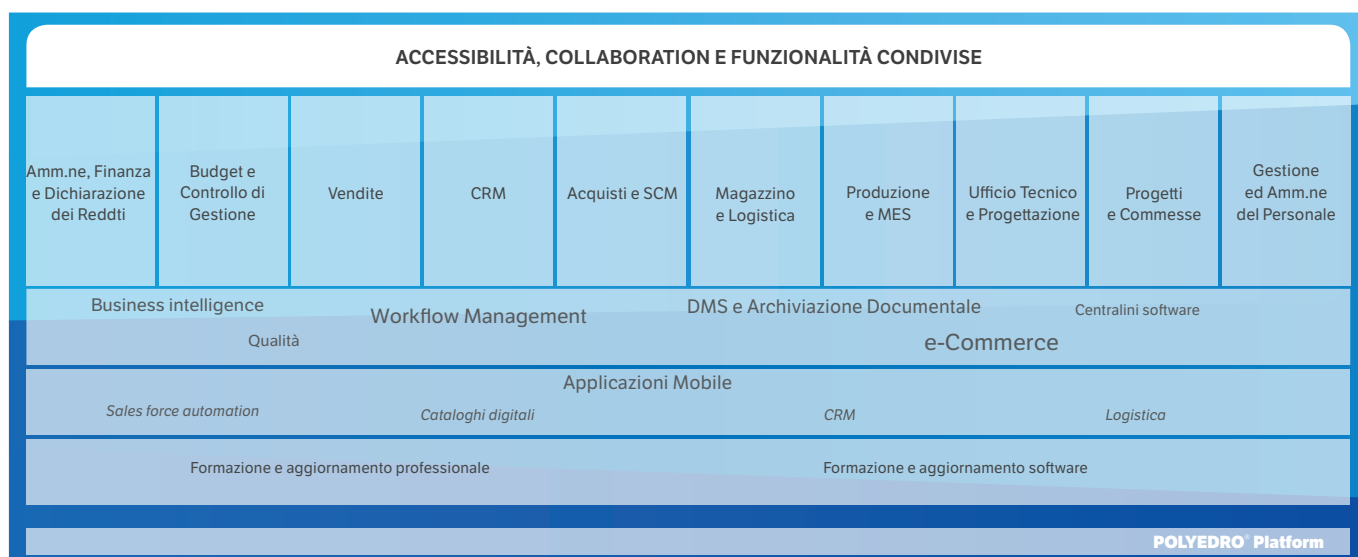 ACCESSIBILITÀ, COLLABORATION E FUNZIONALITÀ CONDIVISE
Amm.ne, Finanza
e Dichiarazione
dei Reddti
Budget e
Controllo di
Gestione
Vendite
CRM
Acquisti e SCM
Magazzino
e Logistica
Produzione
e MES
Ufficio Tecnico
e Progettazione
Progetti
e Commesse
Gestione
ed Amm.ne
del Personale
Business intelligence
Workflow Management
DMS e Archiviazione Documentale
Centralini software
Qualità
e-Commerce
Applicazioni Mobile
Sales force automation
Cataloghi digitali
CRM
Logistica
Formazione e aggiornamento professionale
Formazione e aggiornamento software
POLYEDRO® Platform